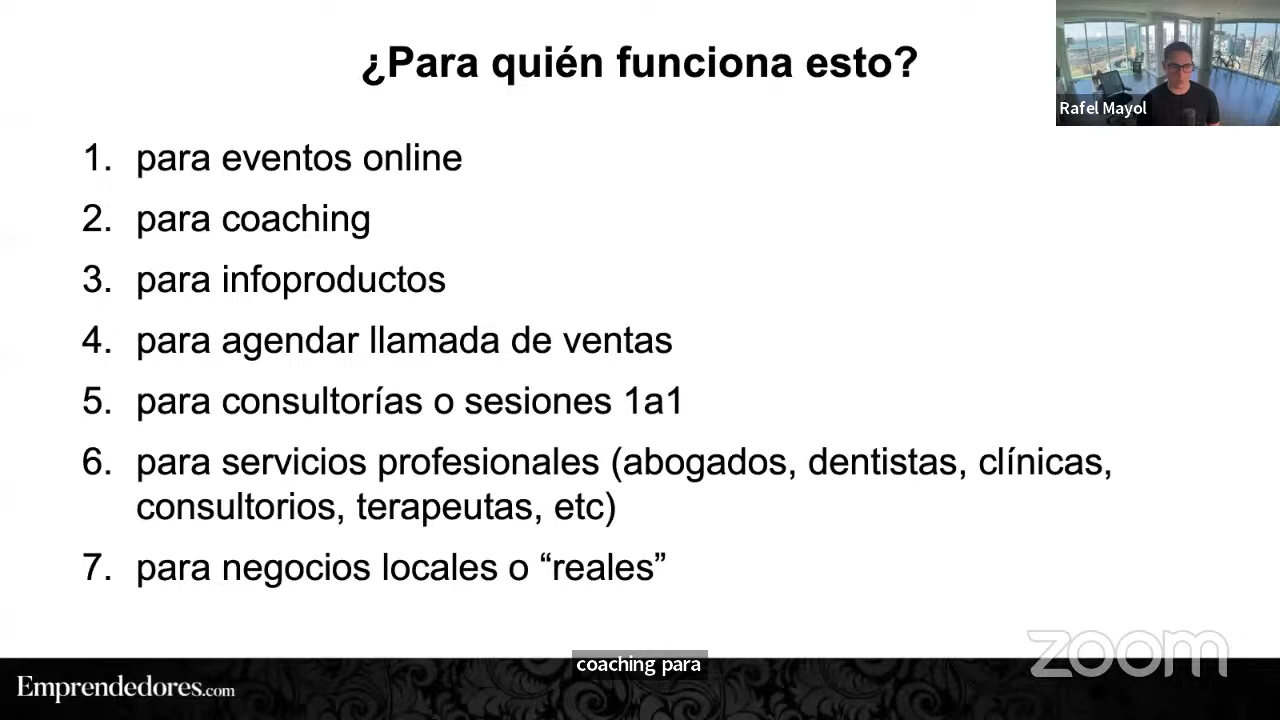 ¿Para quién funciona esto?
Rafel Mayol
1. para eventos online
2. para coaching
3. para infoproductos
4. para agendar llamada de ventas
5. para consultorías o sesiones 1a1
6. para servicios profesionales (abogados, dentistas, clínicas,
consultorios, terapeutas, etc)
7. para negocios locales o “reales”
zoom
coaching para
Emprendedores.com